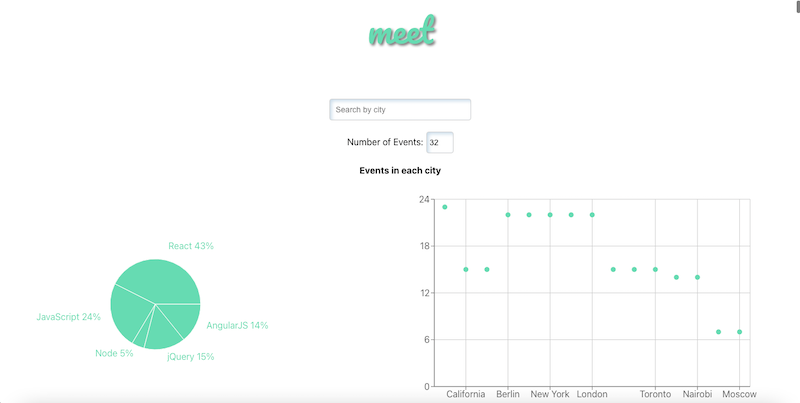 meet
Search by city
Number of Events: 32
Events in each city
React 43%
JavaScript 24%
Node 5%
jQuery 15%
AngularJS 14%
24
18
12
6
0
California Berlin New York London Toronto Nairobi Moscow